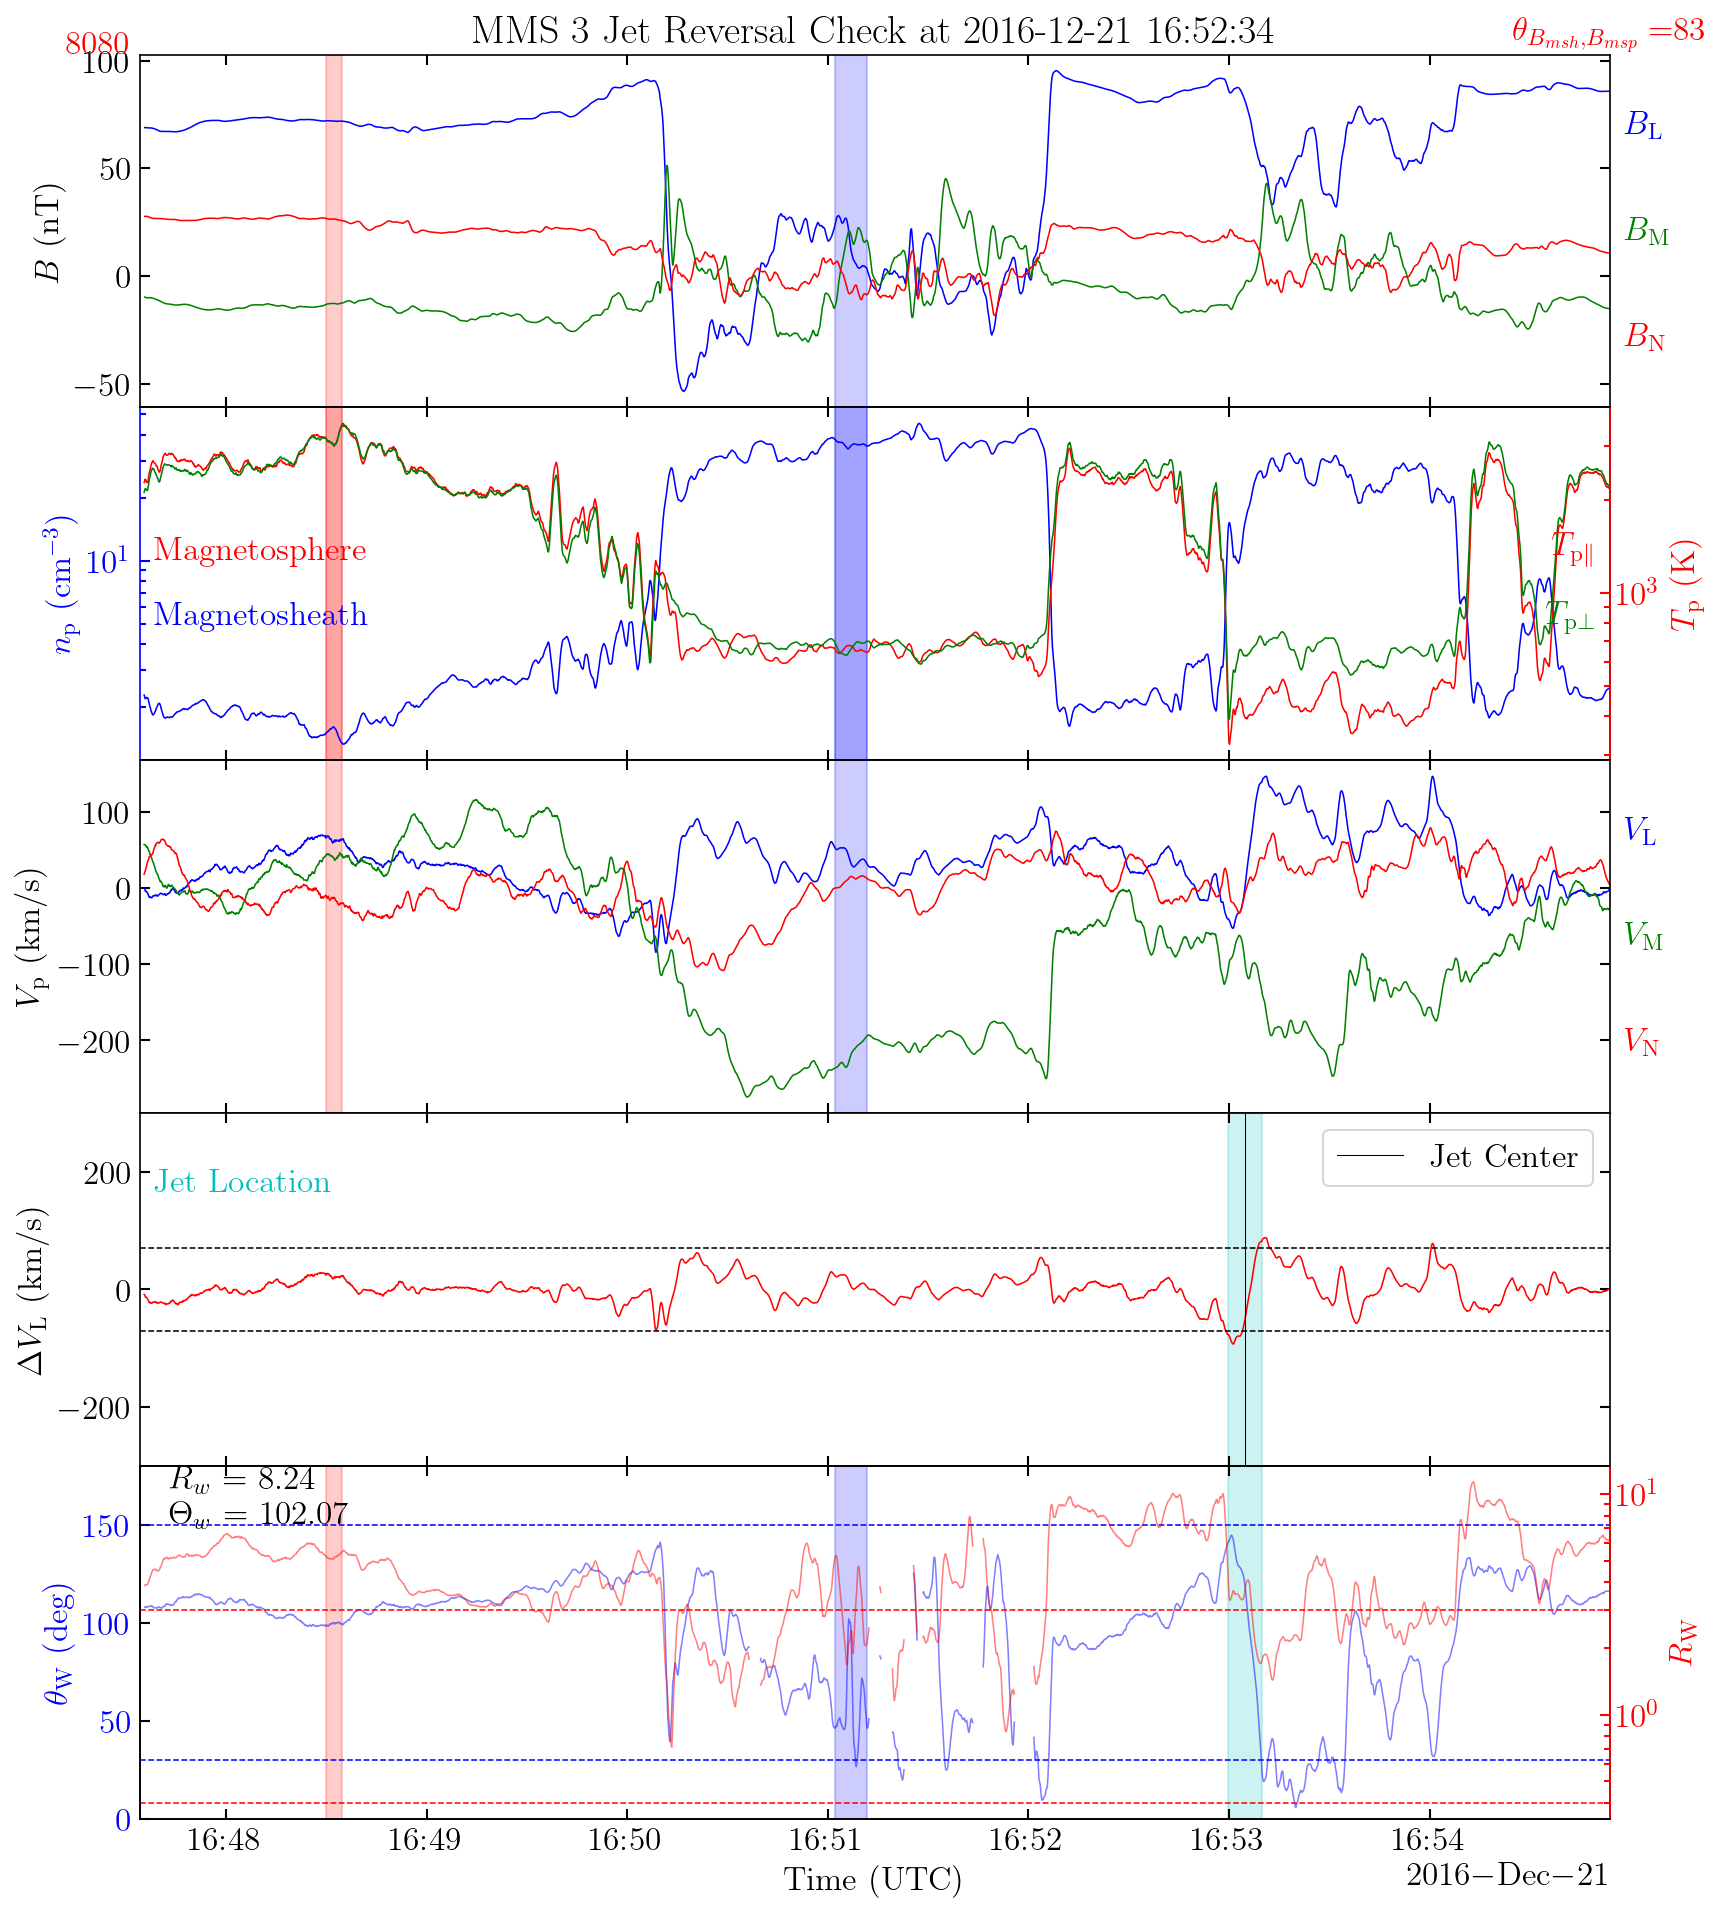 MMS 3 Jet Reversal Check at 2016-12-21 16:52:34
8080
θ_{B_{msh},B_{msp}} =83
100
50
0
−50
B (nT)
B_L
B_M
B_N
10^1
n_p (cm^{−3})
Magnetosphere
Magnetosheath
T_{p∥}
T_{p⊥}
10^3
T_p (K)
100
0
−100
−200
V_p (km/s)
V_L
V_M
V_N
200
0
−200
ΔV_L (km/s)
Jet Location
Jet Center
R_w = 8.24
Θ_w = 102.07
150
100
50
0
θ_W (deg)
10^1
10^0
R_W
16:48 16:49 16:50 16:51 16:52 16:53 16:54
Time (UTC)
2016−Dec−21